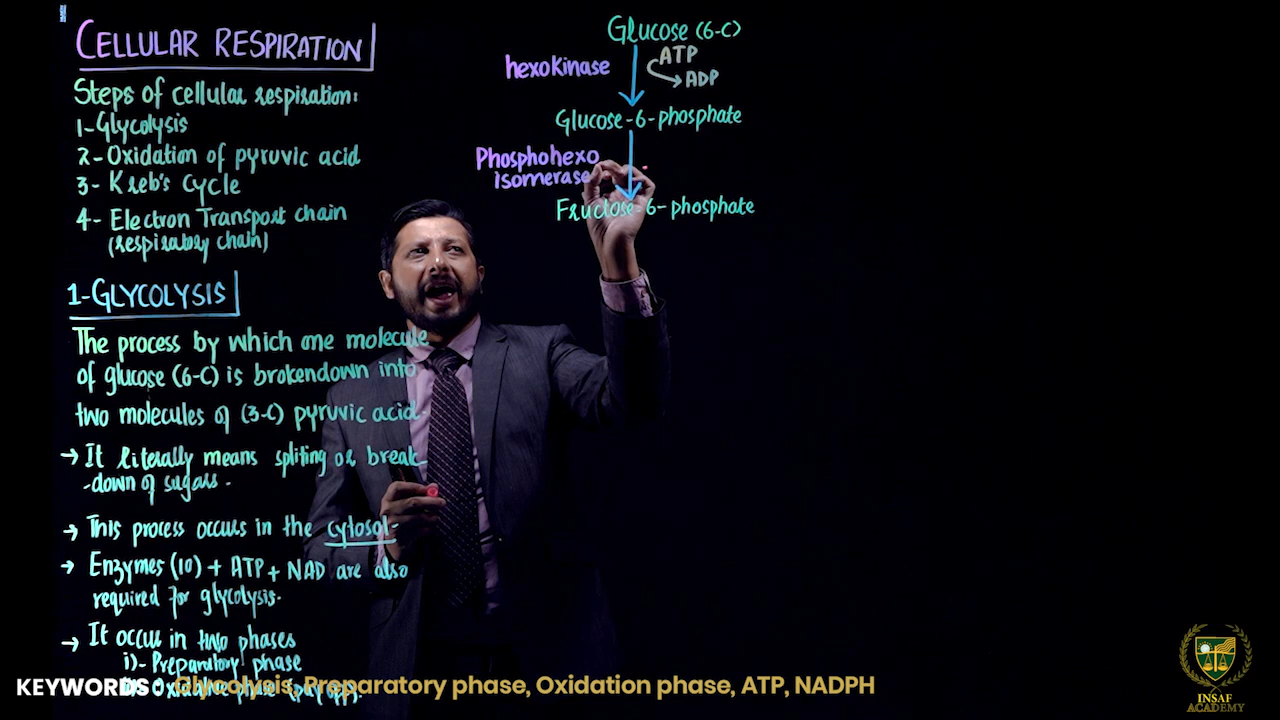 CELLULAR RESPIRATION
Steps of cellular respiration:
1-Glycolysis
2-Oxidation of pyruvic acid
3- Kreb's Cycle
4- Electron Transport chain
(respiratory chain)
1-GLYCOLYSIS
The process by which one molecule
of glucose (6-C) is brokendown into
two molecules of (3-C) pyruvic acid.
→ It literally means spliting or break
-down of sugars.
→ This process occurs in the cytosol-
→ Enzymes (10) + ATP + NAD are also
required for glycolysis.
→ It occur in two phases
i)- Preparatory phase
Oxidative phase (pay off).
Glucose (6-C)
hexokinase
ATP
ADP
Glucose-6-phosphate
Phosphohexo
isomerase
Fructose-6-phosphate
KEYWORDS: Glycolysis, Preparatory phase, Oxidation phase, ATP, NADPH
INSAF
ACADEMY